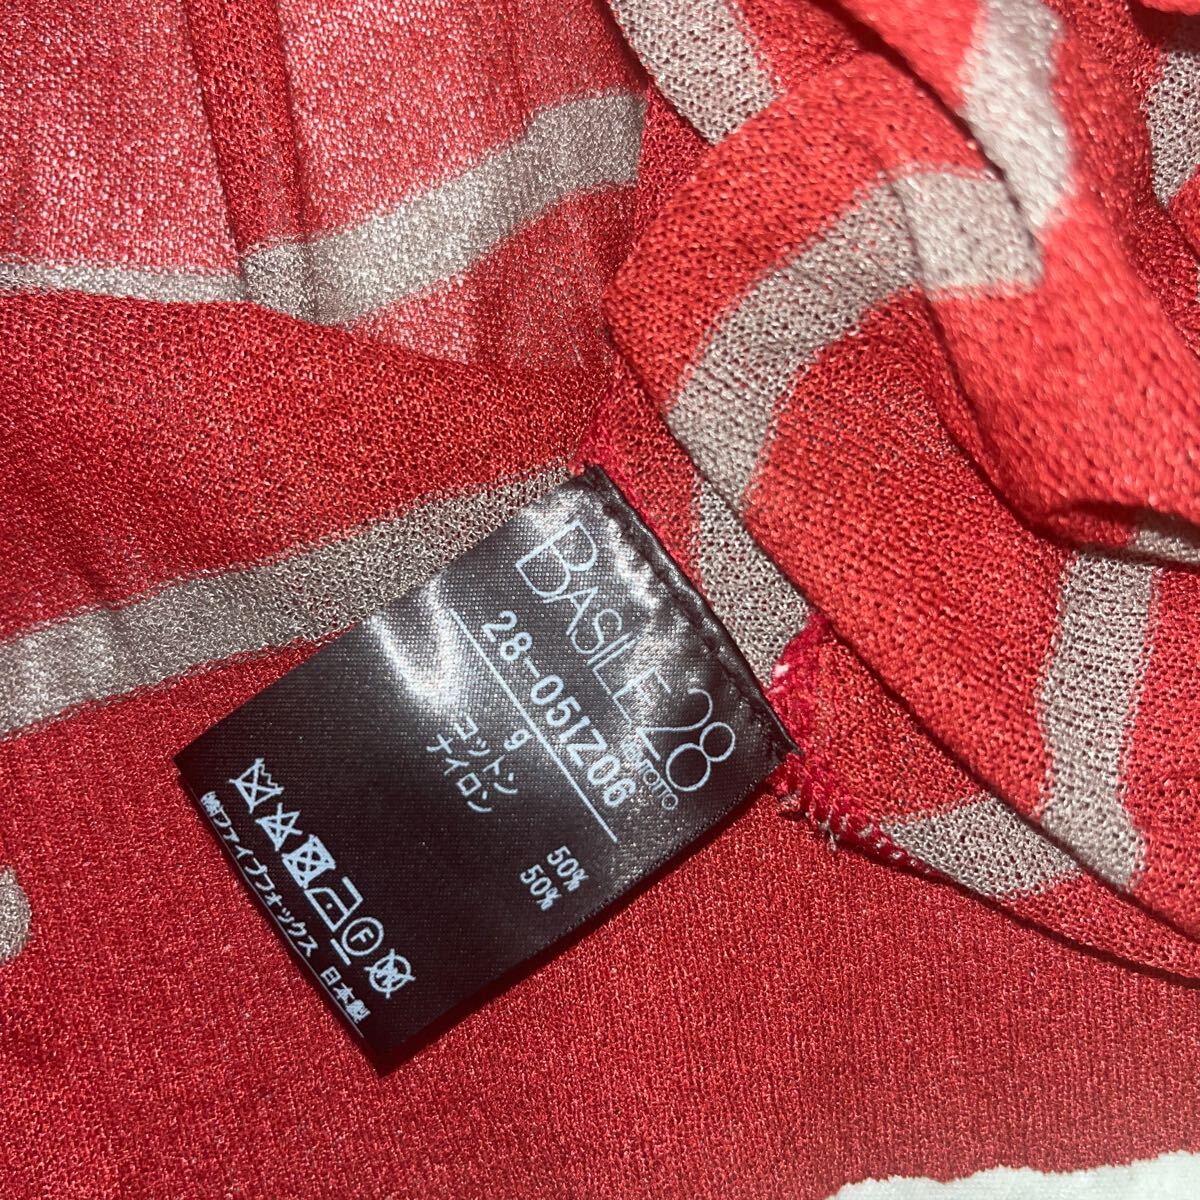 BASILE28
28-051Z06
g
コットン 50%
ナイロン 50%
F
㈱ファイブフォックス 日本製